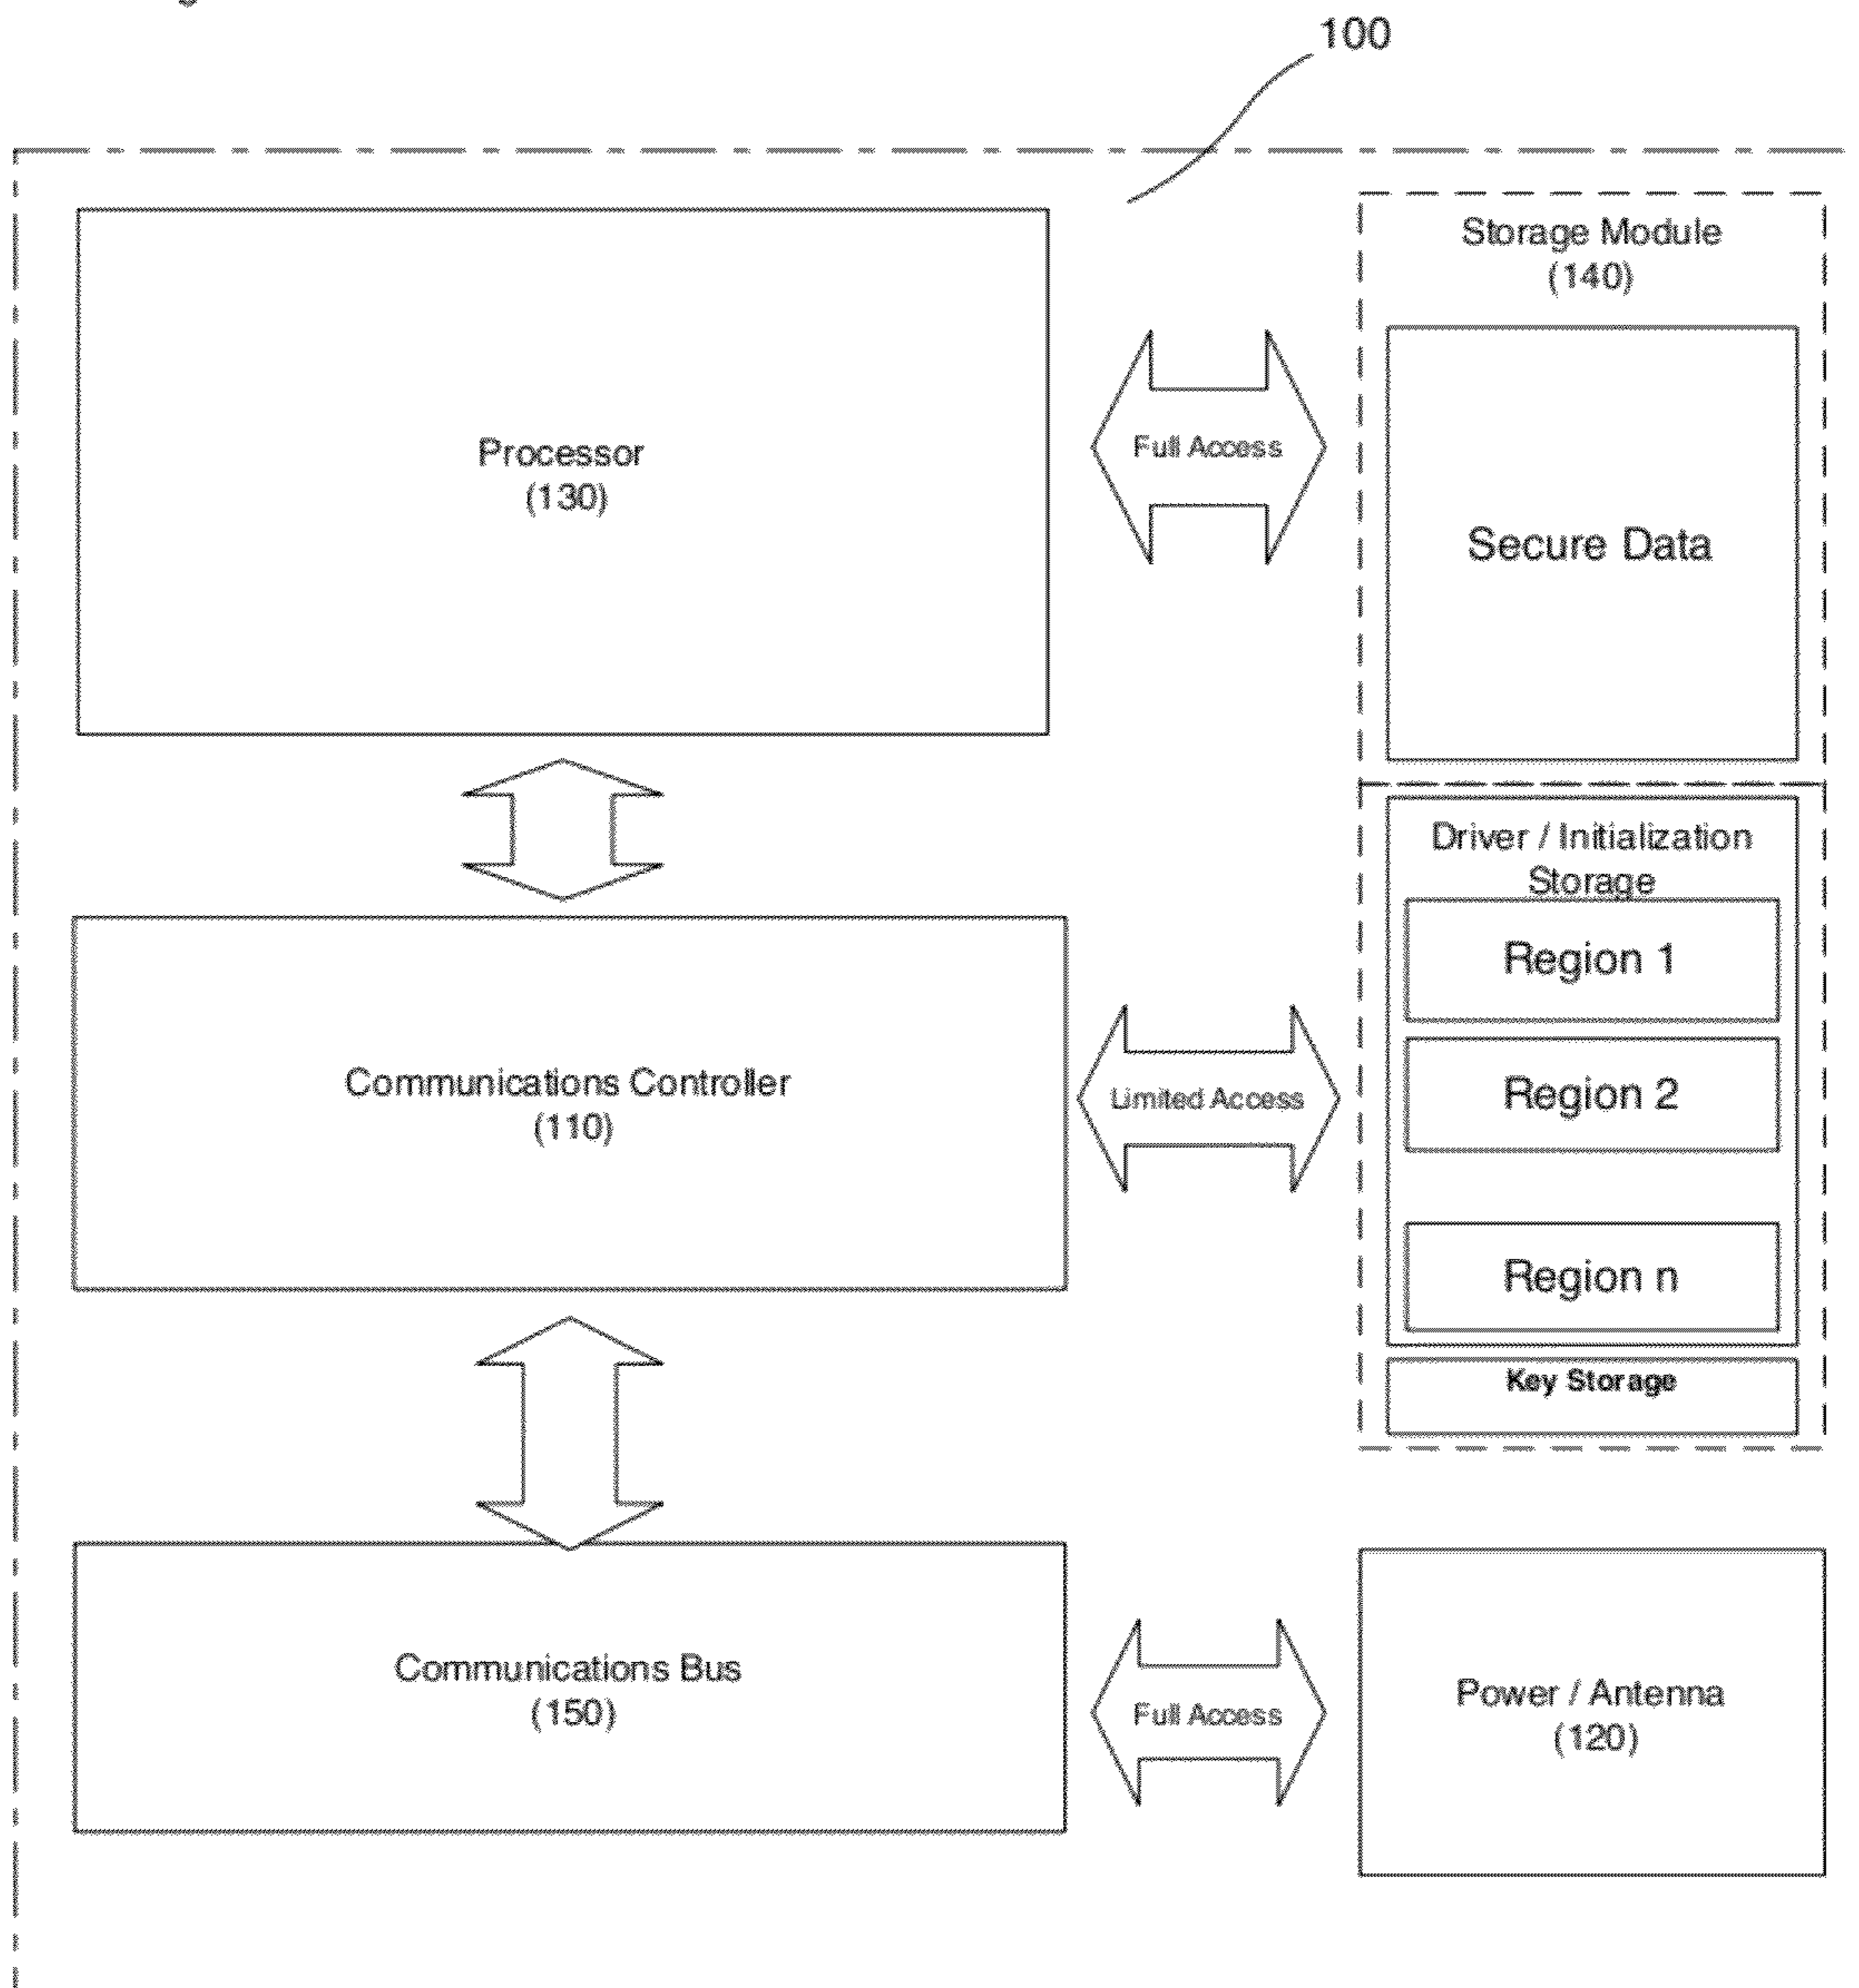 100
Storage Module
(140)
Processor
(130)
Full Access
Secure Data
Driver / Initialization
Storage
Region 1
Region 2
Communications Controller
(110)
Limited Access
Region n
Key Storage
Communications Bus
(150)
Full Access
Power / Antenna
(120)